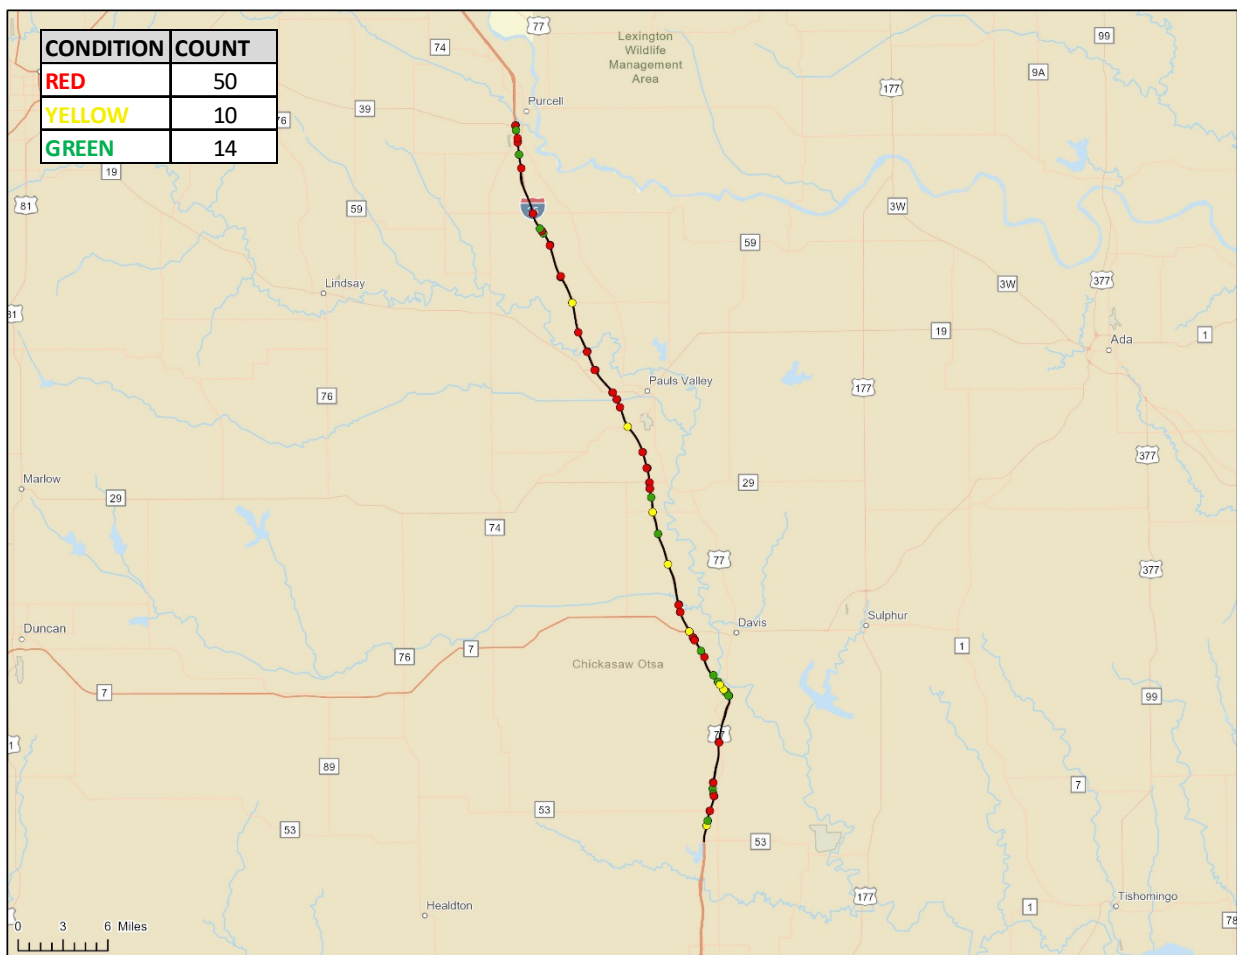 CONDITION COUNT
RED 50
YELLOW 10
GREEN 14
77
74
Lexington
Wildlife
Management
Area
99
9A
177
Purcell
39
76
19
81
59
3W
59
Lindsay
3W
377
81
19
1
Ada
Pauls Valley
177
76
377
Marlow
29
29
74
77
377
Duncan
Davis
Sulphur
7
76
1
Chickasaw Otsa
7
99
77
1
89
7
53
53
53
177
Healdton
1
Tishomingo
78
0 3 6 Miles